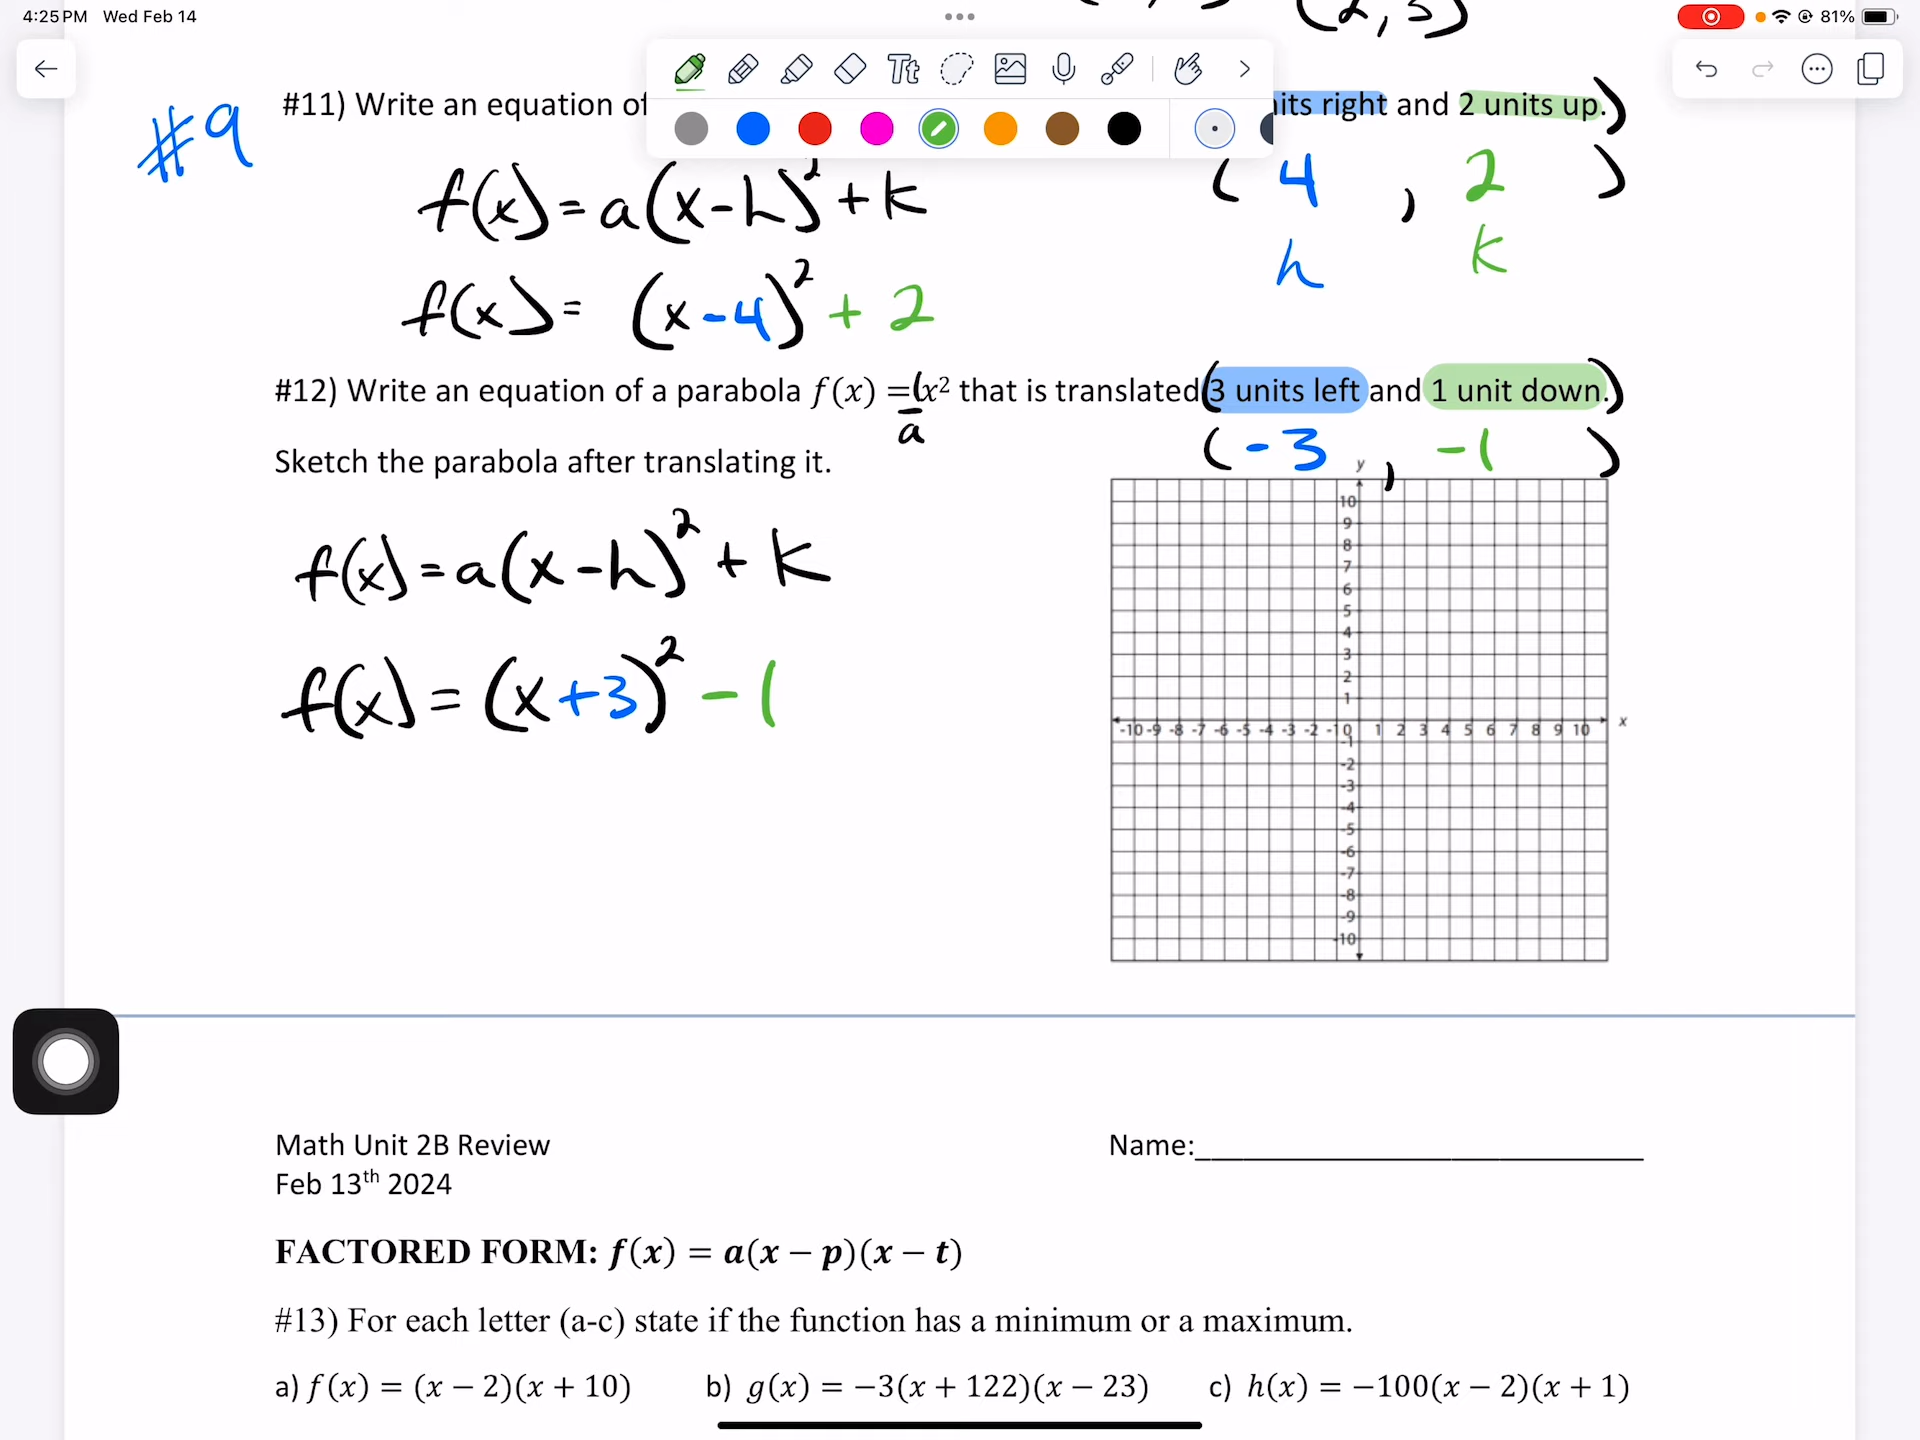 4:25 PM Wed Feb 14
81%
(2, 3)
Tt
#9
#11) Write an equation of its right and 2 units up.)
( 4 , 2 )
h k
f(x) = a(x-h)² + k
f(x) = (x-4)² + 2
#12) Write an equation of a parabola f(x) = 1x² that is translated (3 units left and 1 unit down.)
a
(-3, -1)
Sketch the parabola after translating it.
f(x) = a(x-h)² + k
f(x) = (x+3)² - 1
y
10
9
8
7
6
5
4
3
2
1
-10 -9 -8 -7 -6 -5 -4 -3 -2 -1 0 1 2 3 4 5 6 7 8 9 10 x
-1
-2
-3
-4
-5
-6
-7
-8
-9
-10
Math Unit 2B Review Name:
Feb 13th 2024
FACTORED FORM: f(x) = a(x − p)(x − t)
#13) For each letter (a-c) state if the function has a minimum or a maximum.
a) f(x) = (x − 2)(x + 10) b) g(x) = −3(x + 122)(x − 23) c) h(x) = −100(x − 2)(x + 1)